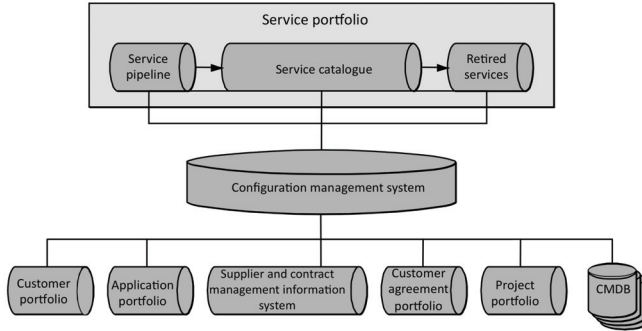 Service portfolio
Service
pipeline
Service catalogue
Retired
services
Configuration management system
Customer
portfolio
Application
portfolio
Supplier and contract
management information
system
Customer
agreement
portfolio
Project
portfolio
CMDB